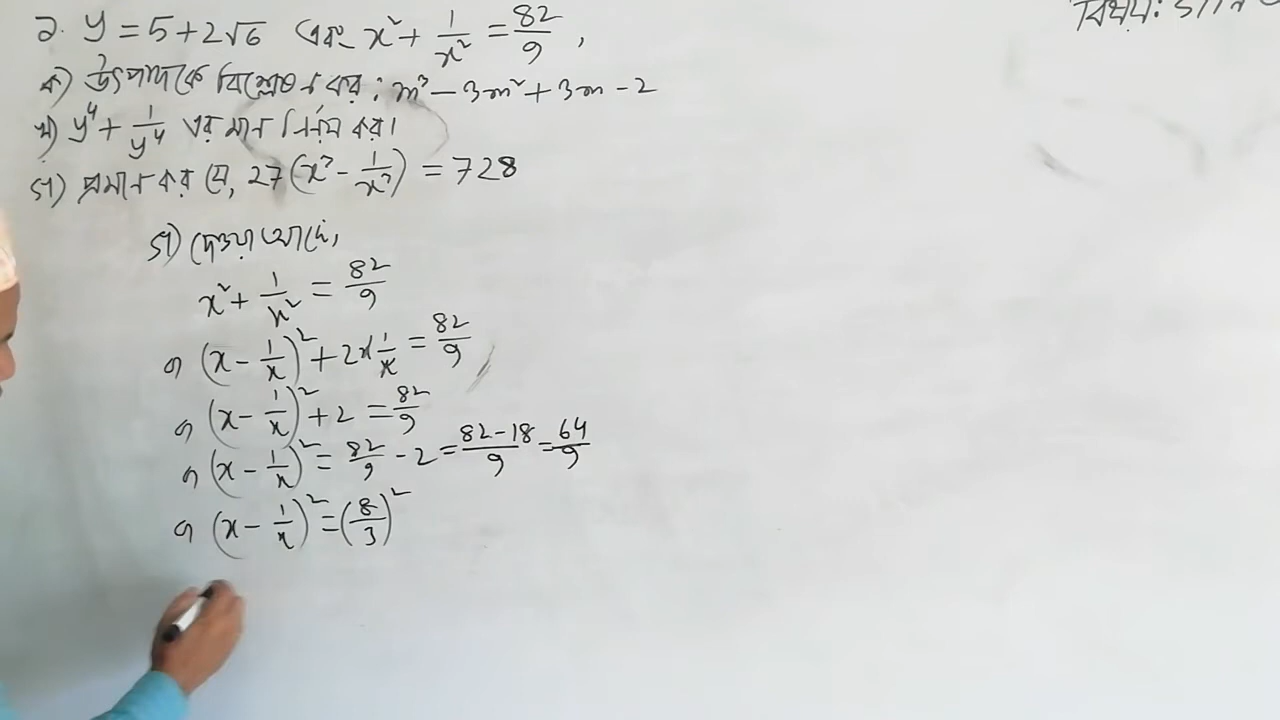 ২. y = 5+2√6 এবং x² + 1/x² = 82/9 ,
বিষয়:
ক) উৎপাদকে বিশ্লেষণ কর : m³ – 3m² + 3m – 2
খ) y⁴ + 1/y⁴ এর মান নির্ণয় কর।
গ) প্রমাণ কর যে, 27(x³ – 1/x³) = 728
গ) দেওয়া আছে,
x² + 1/x² = 82/9
বা (x – 1/x)² + 2x 1/x = 82/9
বা (x – 1/x)² + 2 = 82/9
বা (x – 1/x)² = 82/9 – 2 = (82 – 18)/9 = 64/9
বা (x – 1/x)² = (8/3)²